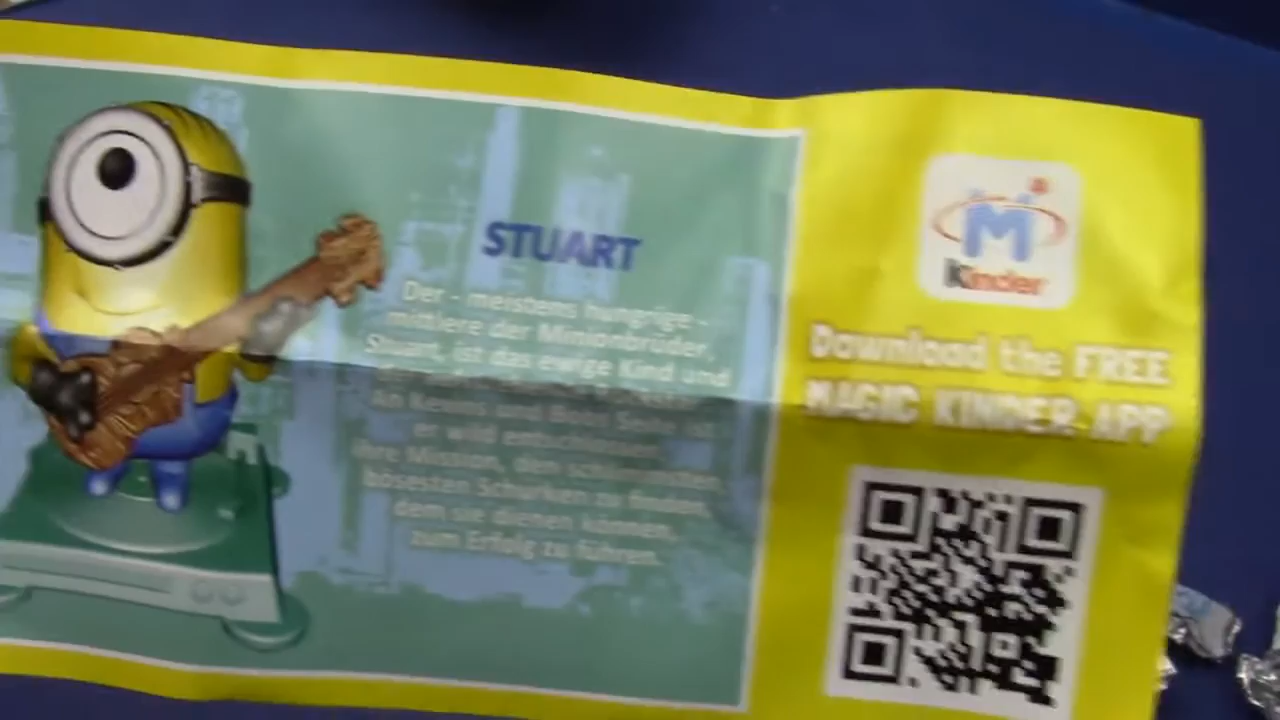 STUART
Der - meistens hungrige -
mittlere der Minionbrüder,
Stuart, ist das ewige Kind und
An Kevins und Bobs Seite ist
er wild entschlossen,
ihre Mission, den schlimmsten
bösesten Schurken zu finden,
dem sie dienen können,
zum Erfolg zu führen.
M
Kinder
Download the FREE
MAGIC KINDER APP